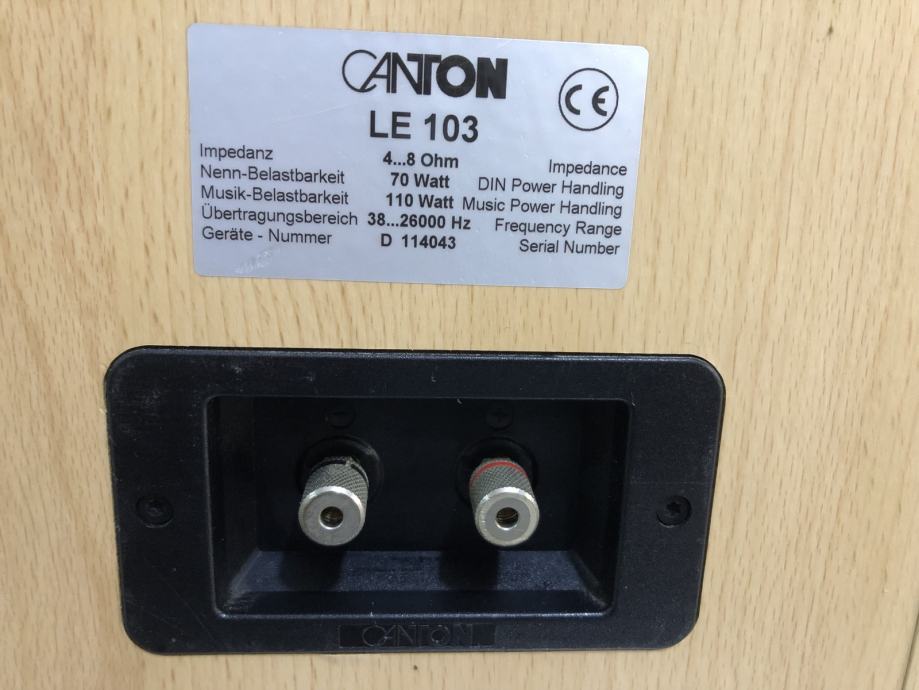 CANTON
CE
LE 103
Impedanz 4...8 Ohm Impedance
Nenn-Belastbarkeit 70 Watt DIN Power Handling
Musik-Belastbarkeit 110 Watt Music Power Handling
Übertragungsbereich 38...26000 Hz Frequency Range
Geräte - Nummer D 114043 Serial Number
- +
CANTON